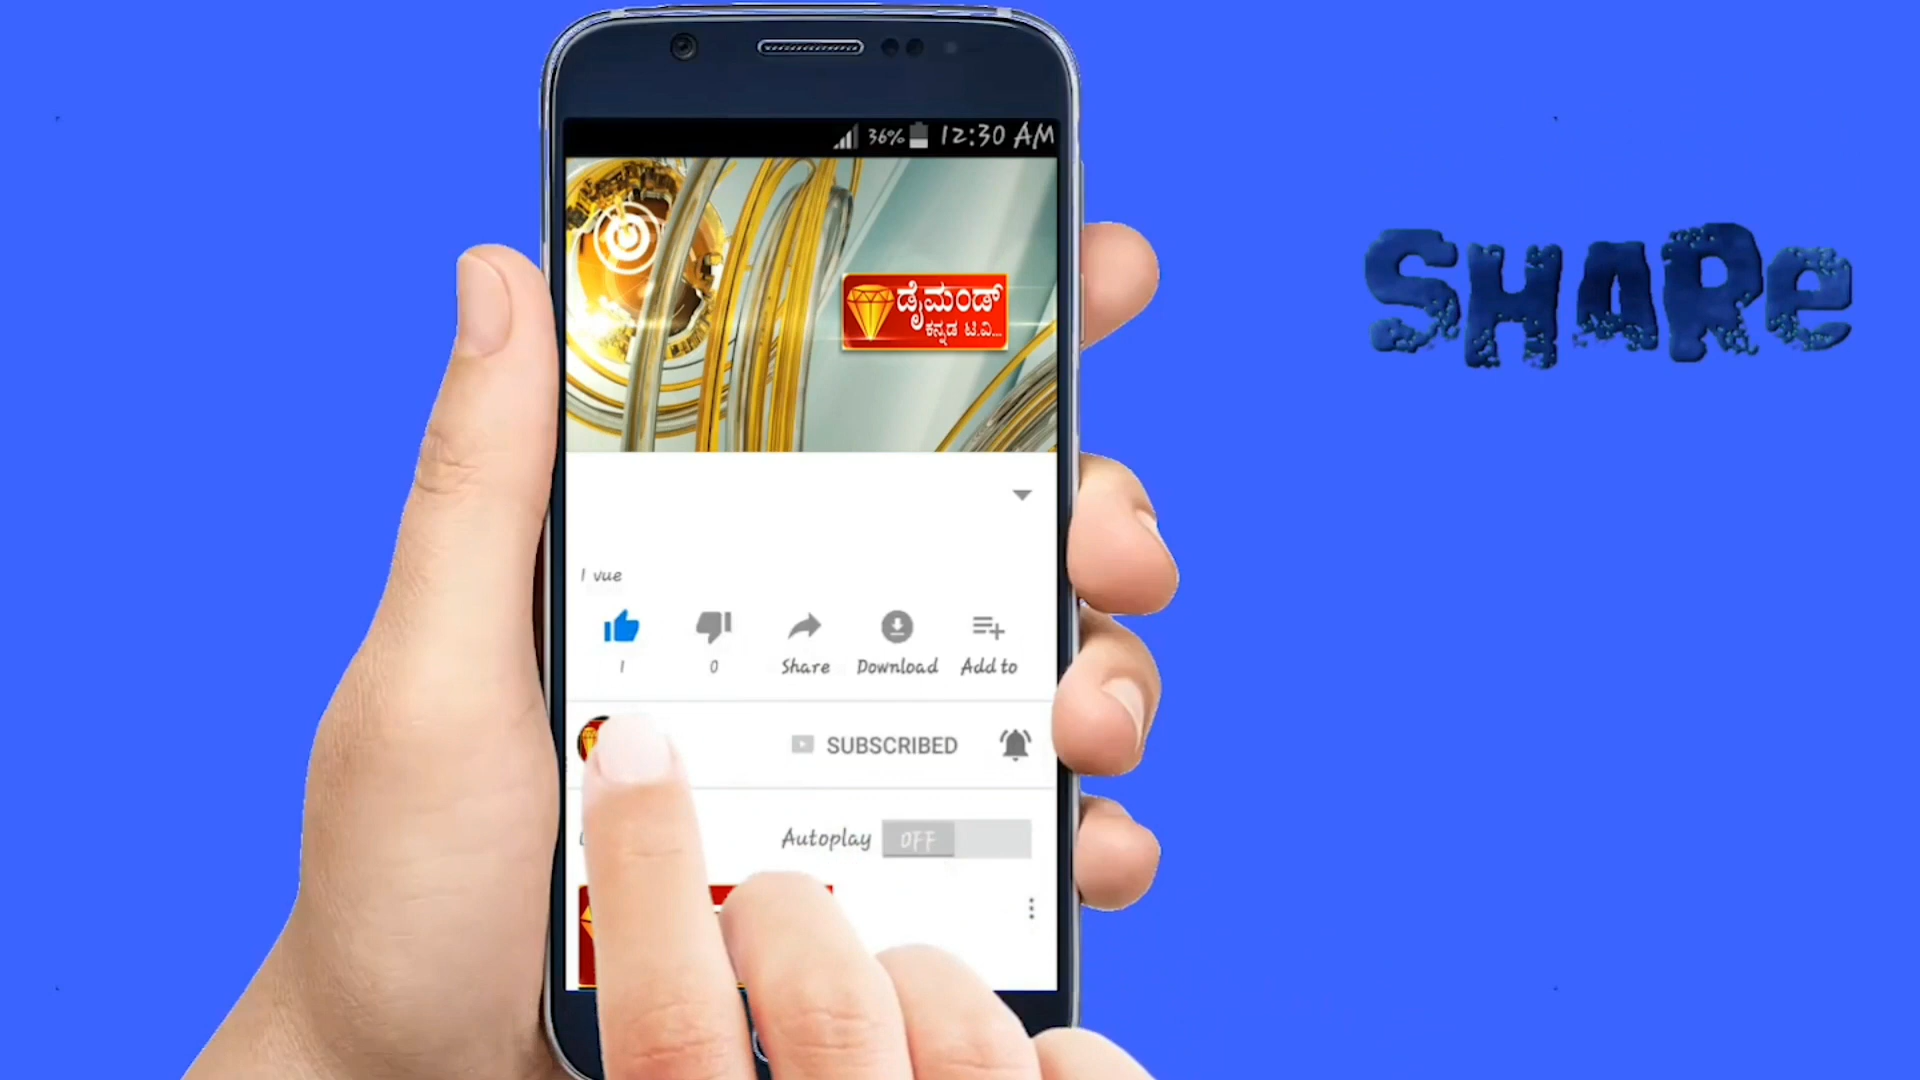 36% 12:30 AM
ಡೈಮಂಡ್
ಕನ್ನಡ ಟಿ.ವಿ...
SHARe
1 vue
1
0
Share
Download
Add to
SUBSCRIBED
Autoplay
OFF